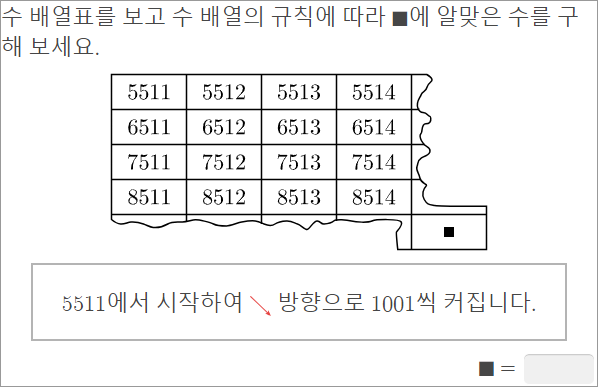 수 배열표를 보고 수 배열의 규칙에 따라 ■에 알맞은 수를 구
해 보세요.
5511 5512 5513 5514
6511 6512 6513 6514
7511 7512 7513 7514
8511 8512 8513 8514
■
5511에서 시작하여 ↘ 방향으로 1001씩 커집니다.
■ =